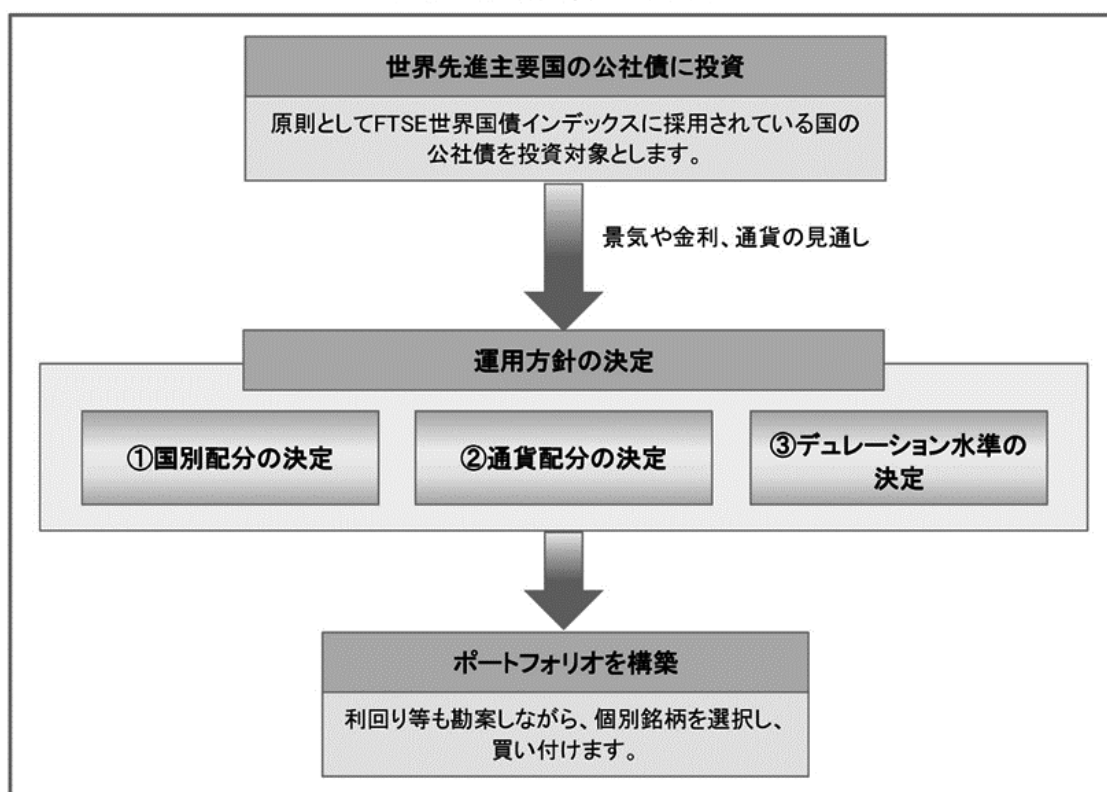 世界先進主要国の公社債に投資
原則としてFTSE世界国債インデックスに採用されている国の
公社債を投資対象とします。
景気や金利、通貨の見通し
運用方針の決定
①国別配分の決定
②通貨配分の決定
③デュレーション水準の
決定
ポートフォリオを構築
利回り等も勘案しながら、個別銘柄を選択し、
買い付けます。